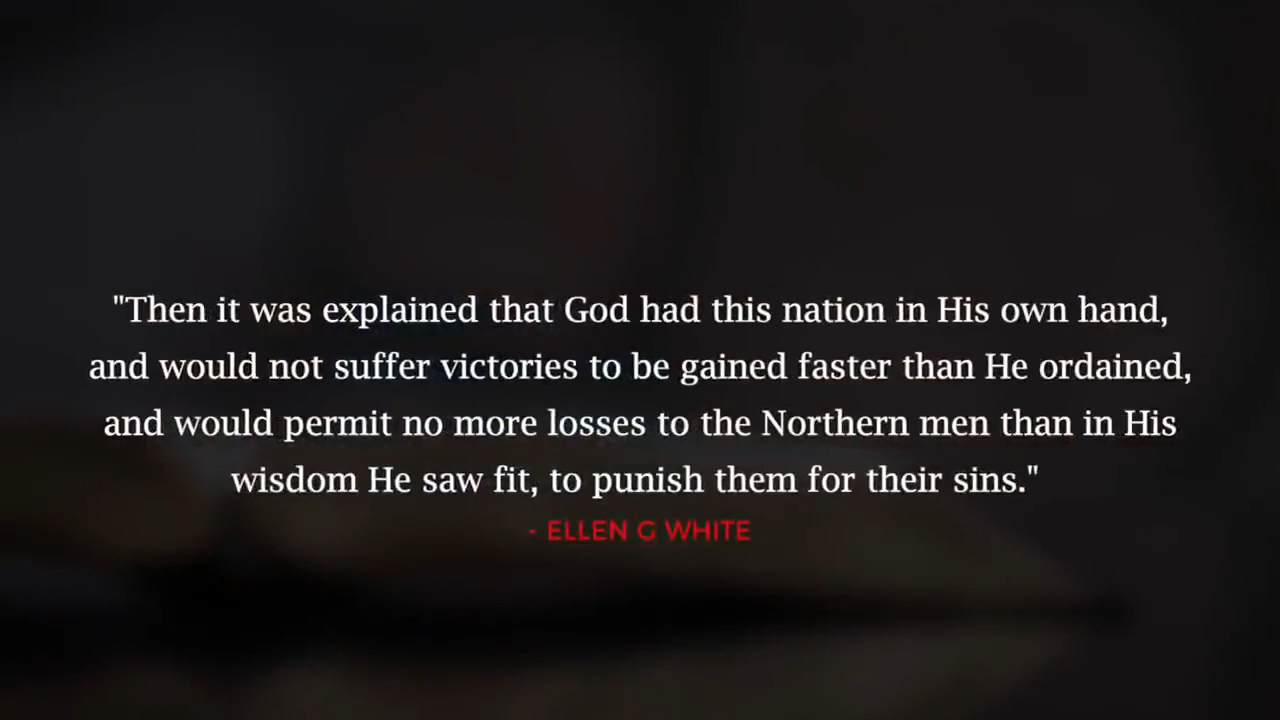 "Then it was explained that God had this nation in His own hand,
and would not suffer victories to be gained faster than He ordained,
and would permit no more losses to the Northern men than in His
wisdom He saw fit, to punish them for their sins."
- ELLEN G WHITE